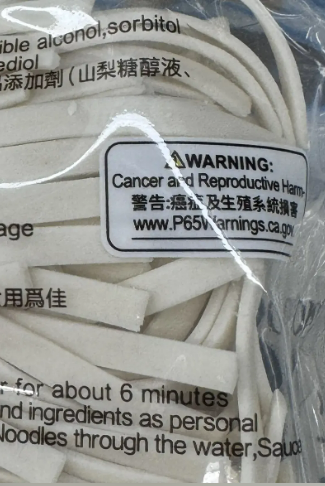 ible alcohol,sorbitol
ediol
添加劑(山梨糖醇液、
WARNING:
Cancer and Reproductive Harm-
警告:癌症及生殖系統損害
www.P65Warnings.ca.gov
age
用爲佳
for about 6 minutes
nd ingredients as personal
Noodles through the water,Sauce